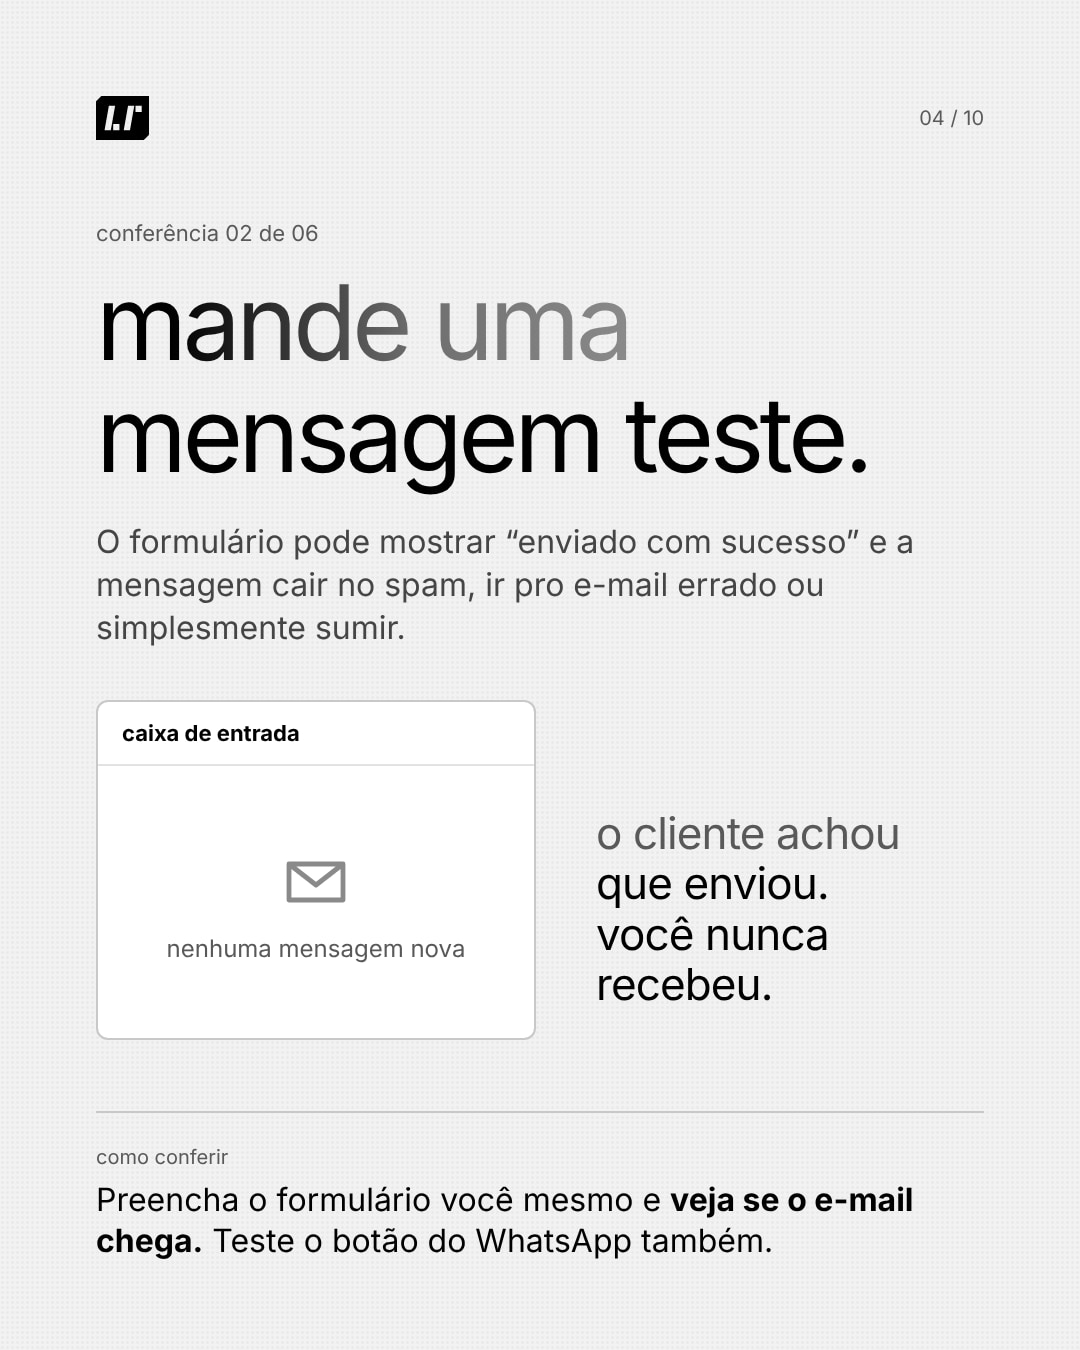 04 / 10
conferência 02 de 06
mande uma
mensagem teste.
O formulário pode mostrar “enviado com sucesso” e a
mensagem cair no spam, ir pro e-mail errado ou
simplesmente sumir.
caixa de entrada
nenhuma mensagem nova
o cliente achou
que enviou.
você nunca
recebeu.
como conferir
Preencha o formulário você mesmo e veja se o e-mail
chega. Teste o botão do WhatsApp também.